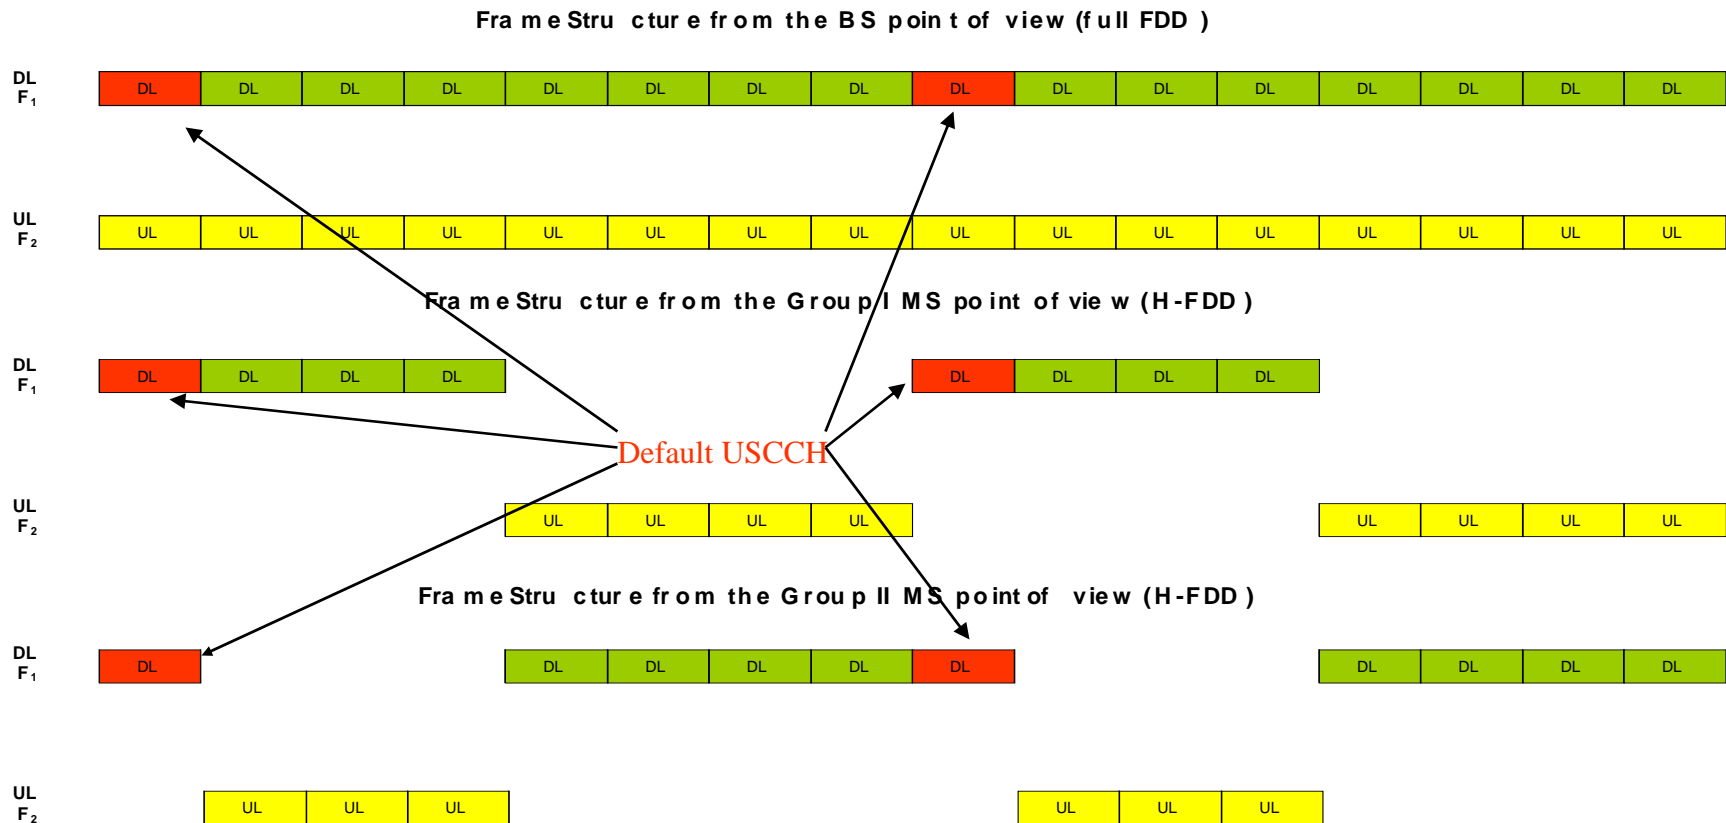 Frame Structure from the BS point of view (full FDD )
DL
F1
DL DL DL DL DL DL DL DL DL DL DL DL DL DL DL DL
UL
F2
UL UL UL UL UL UL UL UL UL UL UL UL UL UL UL UL
Frame Structure from the Group I MS point of view (H-FDD )
DL
F1
DL DL DL DL DL DL DL DL
Default USCCH
UL
F2
UL UL UL UL UL UL UL UL
Frame Structure from the Group II MS point of view (H-FDD )
DL
F1
DL DL DL DL DL DL DL DL DL DL
UL
F2
UL UL UL UL UL UL